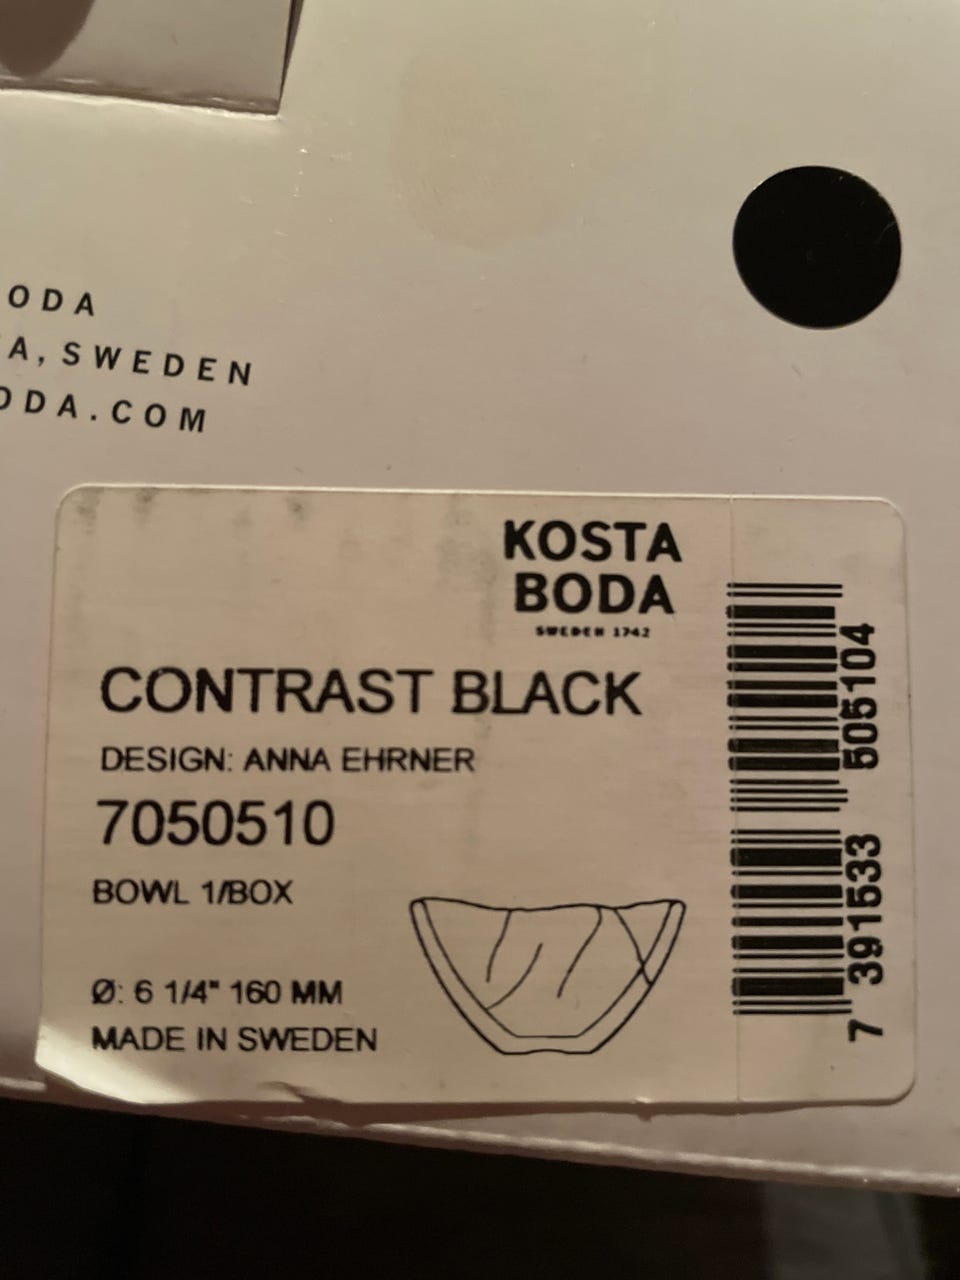 ODA
A, SWEDEN
ODA.COM
KOSTA
BODA
SWEDEN 1742
CONTRAST BLACK
DESIGN: ANNA EHRNER
7050510
BOWL 1/BOX
Ø: 6 1/4" 160 MM
MADE IN SWEDEN
7 391533 505104